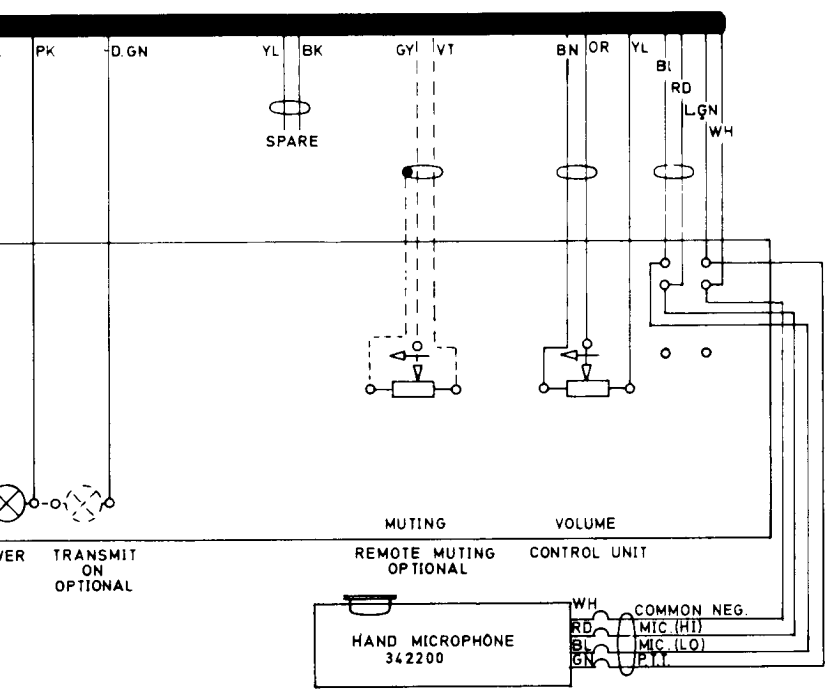 PK
D.GN
YL
BK
GY
VT
BN
OR
YL
BL
RD
L.GN
WH
SPARE
MUTING
VOLUME
TRANSMIT
ON
OPTIONAL
REMOTE MUTING
OPTIONAL
CONTROL UNIT
HAND MICROPHONE
342200
WH
COMMON NEG.
RD
MIC.(HI)
BL
MIC.(LO)
GN
P.T.T.